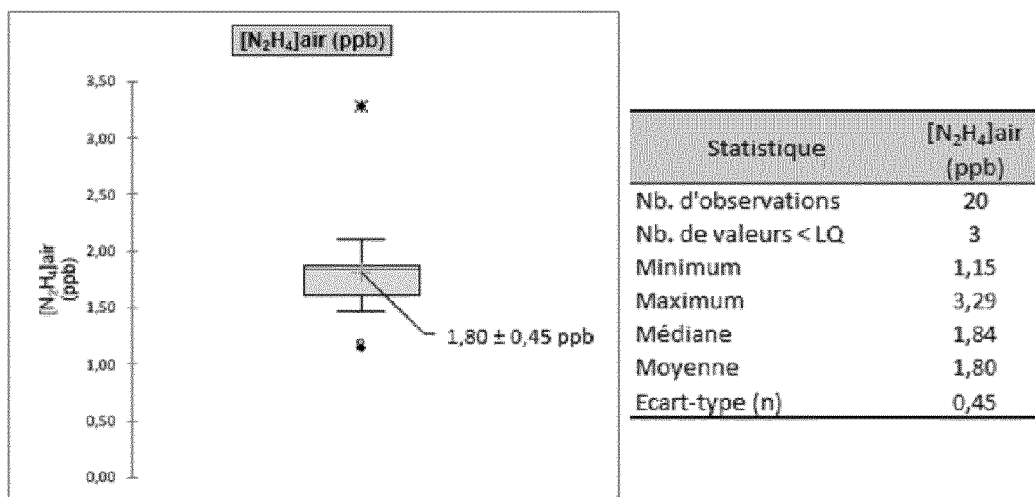 [N₂H₄]air (ppb)
3,50
3,00
2,50
2,00
1,50
1,00
0,50
0,00
[N₂H₄]air
(ppb)
1,80 ± 0,45 ppb
Statistique
[N₂H₄]air
(ppb)
Nb. d'observations 20
Nb. de valeurs < LQ 3
Minimum 1,15
Maximum 3,29
Médiane 1,84
Moyenne 1,80
Ecart-type (n) 0,45